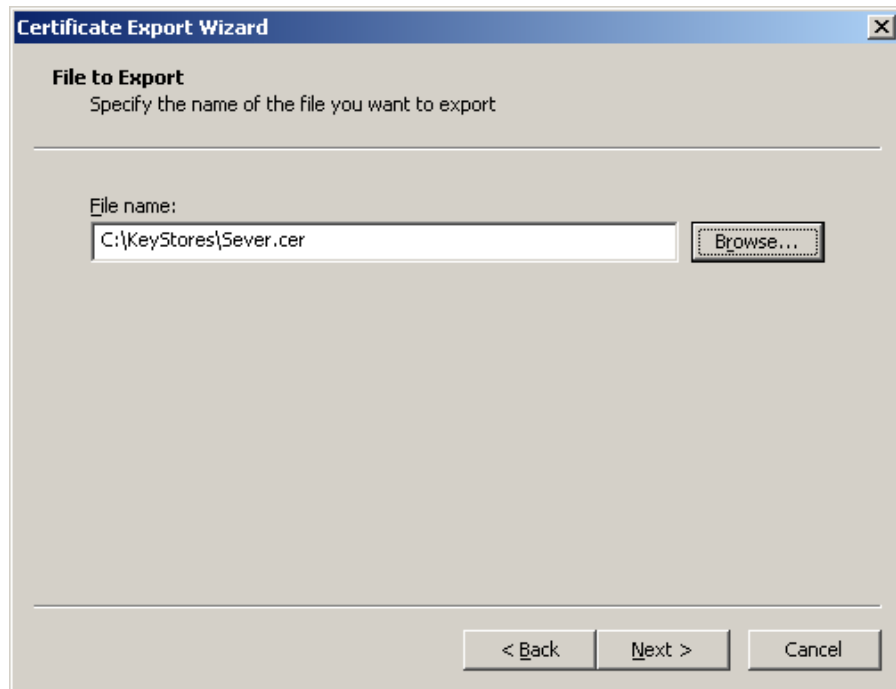 Certificate Export Wizard
File to Export
Specify the name of the file you want to export
File name:
C:\KeyStores\Sever.cer
Browse...
< Back
Next >
Cancel